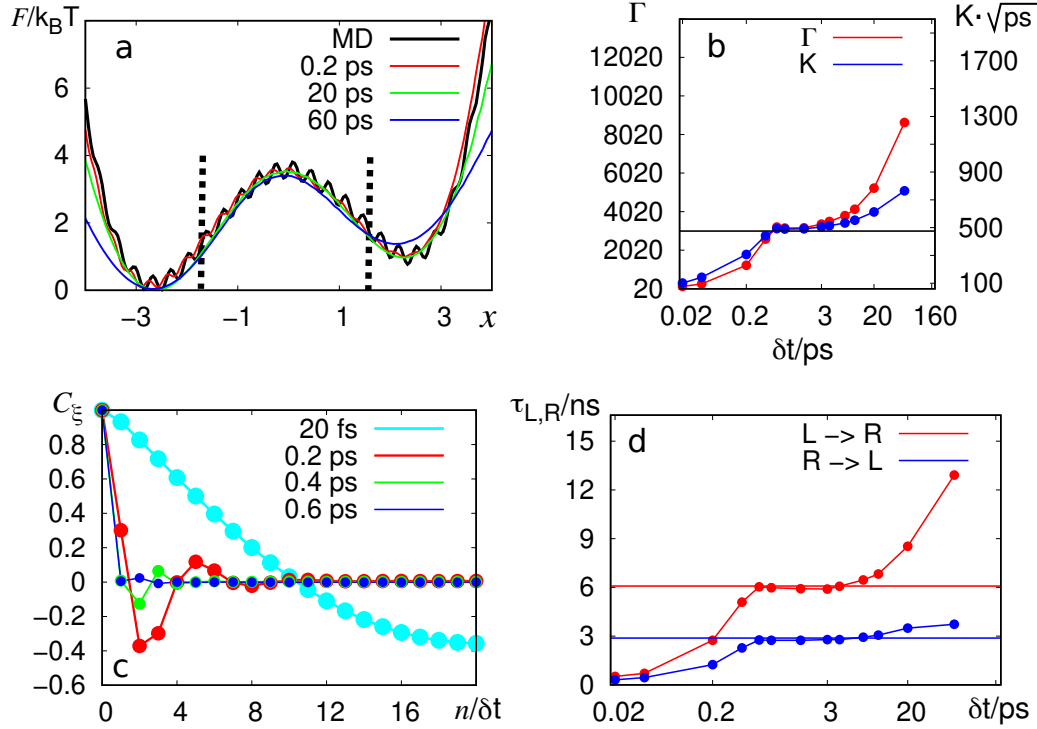 F/k_BT
a
MD
0.2 ps
20 ps
60 ps
8
6
4
2
0
−3 −1 1 3 x
Γ
K·√ps
b
Γ
K
12020
10020
8020
6020
4020
2020
20
1700
1300
900
500
100
0.02 0.2 3 20 160
δt/ps
C_ξ
20 fs
0.2 ps
0.4 ps
0.6 ps
0.8
0.6
0.4
0.2
0
−0.2
−0.4
−0.6
c
0 4 8 12 16 n/δt
τ_L,R/ns
d
L −> R
R −> L
15
12
9
6
3
0
0.02 0.2 3 20 δt/ps